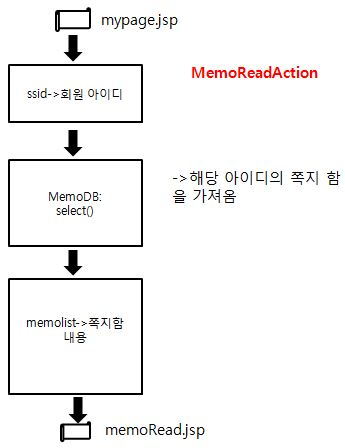 mypage.jsp
MemoReadAction
ssid->회원 아이디
MemoDB:
select()
->해당 아이디의 쪽지 함
을 가져옴
memolist->쪽지함
내용
memoRead.jsp